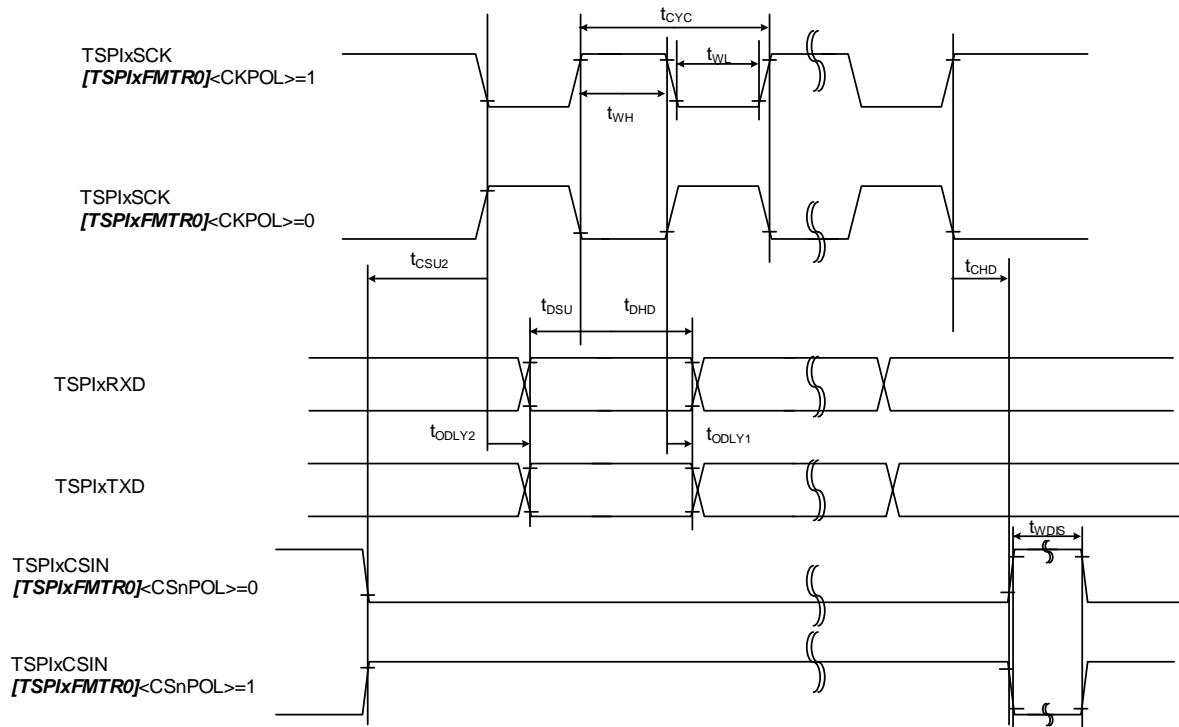 tCYC
TSPIxSCK
[TSPIxFMTR0]<CKPOL>=1
tWL
tWH
TSPIxSCK
[TSPIxFMTR0]<CKPOL>=0
tCSU2
tCHD
tDSU
tDHD
TSPIxRXD
tODLY2
tODLY1
TSPIxTXD
tWDIS
TSPIxCSIN
[TSPIxFMTR0]<CSnPOL>=0
TSPIxCSIN
[TSPIxFMTR0]<CSnPOL>=1